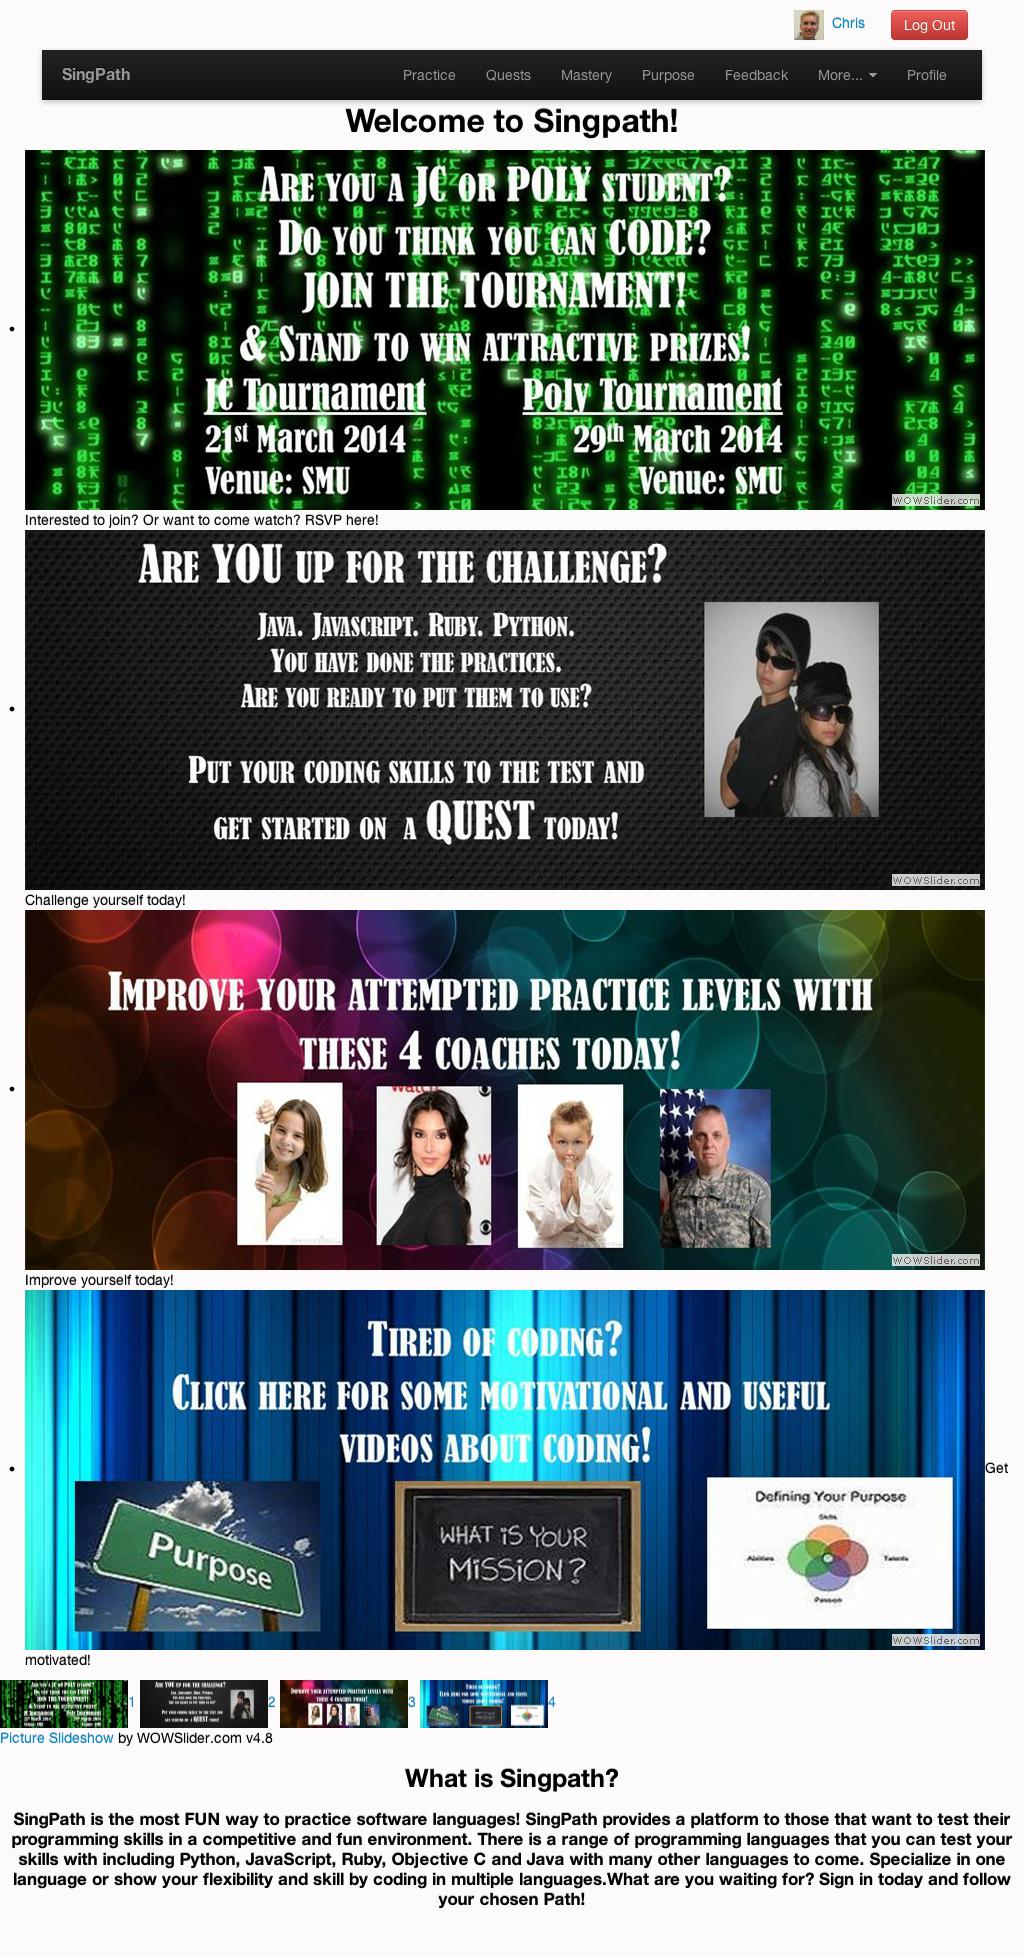 Chris
Log Out
SingPath
Practice Quests Mastery Purpose Feedback More... Profile
Welcome to Singpath!
ARE YOU A JC OR POLY STUDENT?
DO YOU THINK YOU CAN CODE?
JOIN THE TOURNAMENT!
& STAND TO WIN ATTRACTIVE PRIZES!
JC Tournament
21st March 2014
Venue: SMU
Poly Tournament
29th March 2014
Venue: SMU
WOWSlider.com
Interested to join? Or want to come watch? RSVP here!
ARE YOU UP FOR THE CHALLENGE?
JAVA. JAVASCRIPT. RUBY. PYTHON.
YOU HAVE DONE THE PRACTICES.
ARE YOU READY TO PUT THEM TO USE?
PUT YOUR CODING SKILLS TO THE TEST AND
GET STARTED ON A QUEST TODAY!
WOWSlider.com
Challenge yourself today!
IMPROVE YOUR ATTEMPTED PRACTICE LEVELS WITH
THESE 4 COACHES TODAY!
WOWSlider.com
Improve yourself today!
TIRED OF CODING?
CLICK HERE FOR SOME MOTIVATIONAL AND USEFUL
VIDEOS ABOUT CODING!
Purpose
WHAT IS YOUR
MISSION?
Defining Your Purpose
Skills
Abilities
Talents
Passion
WOWSlider.com
Get
motivated!
1 2 3 4
Picture Slideshow by WOWSlider.com v4.8
What is Singpath?
SingPath is the most FUN way to practice software languages! SingPath provides a platform to those that want to test their
programming skills in a competitive and fun environment. There is a range of programming languages that you can test your
skills with including Python, JavaScript, Ruby, Objective C and Java with many other languages to come. Specialize in one
language or show your flexibility and skill by coding in multiple languages.What are you waiting for? Sign in today and follow
your chosen Path!